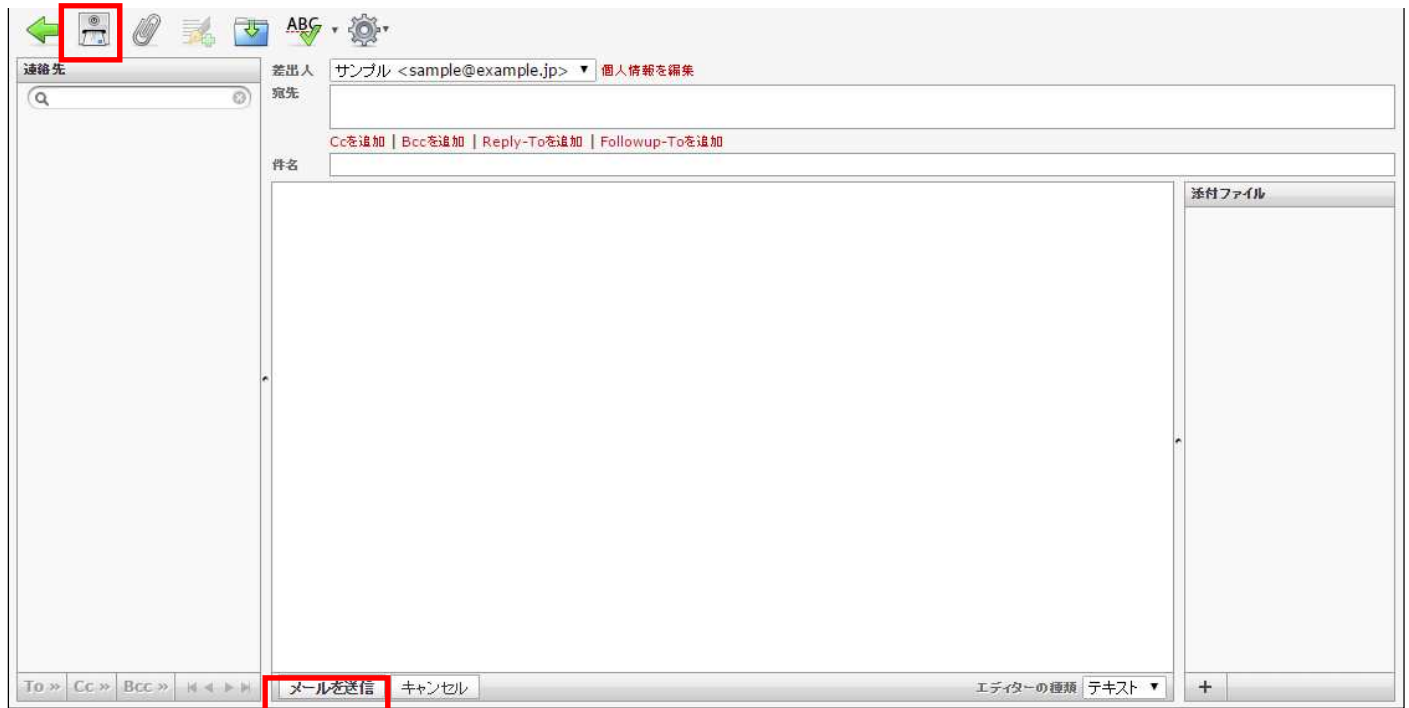 ABC
連絡先
差出人 サンプル <sample@example.jp> ▼ 個人情報を編集
宛先
Ccを追加 | Bccを追加 | Reply-Toを追加 | Followup-Toを追加
件名
添付ファイル
To » Cc » Bcc »
メールを送信 キャンセル エディターの種類 テキスト ▼ +